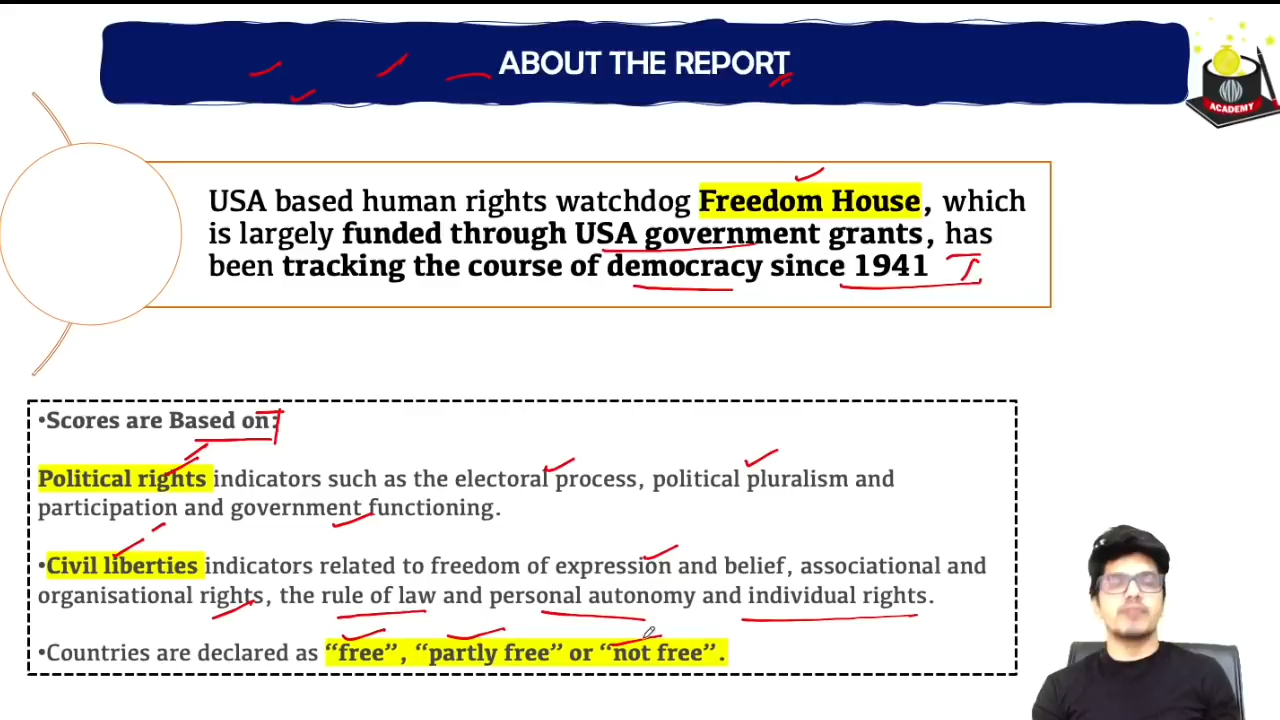 ABOUT THE REPORT
ACADEMY
USA based human rights watchdog Freedom House, which
is largely funded through USA government grants, has
been tracking the course of democracy since 1941
•Scores are Based on:
Political rights indicators such as the electoral process, political pluralism and
participation and government functioning.
•Civil liberties indicators related to freedom of expression and belief, associational and
organisational rights, the rule of law and personal autonomy and individual rights.
•Countries are declared as “free”, “partly free” or “not free”.